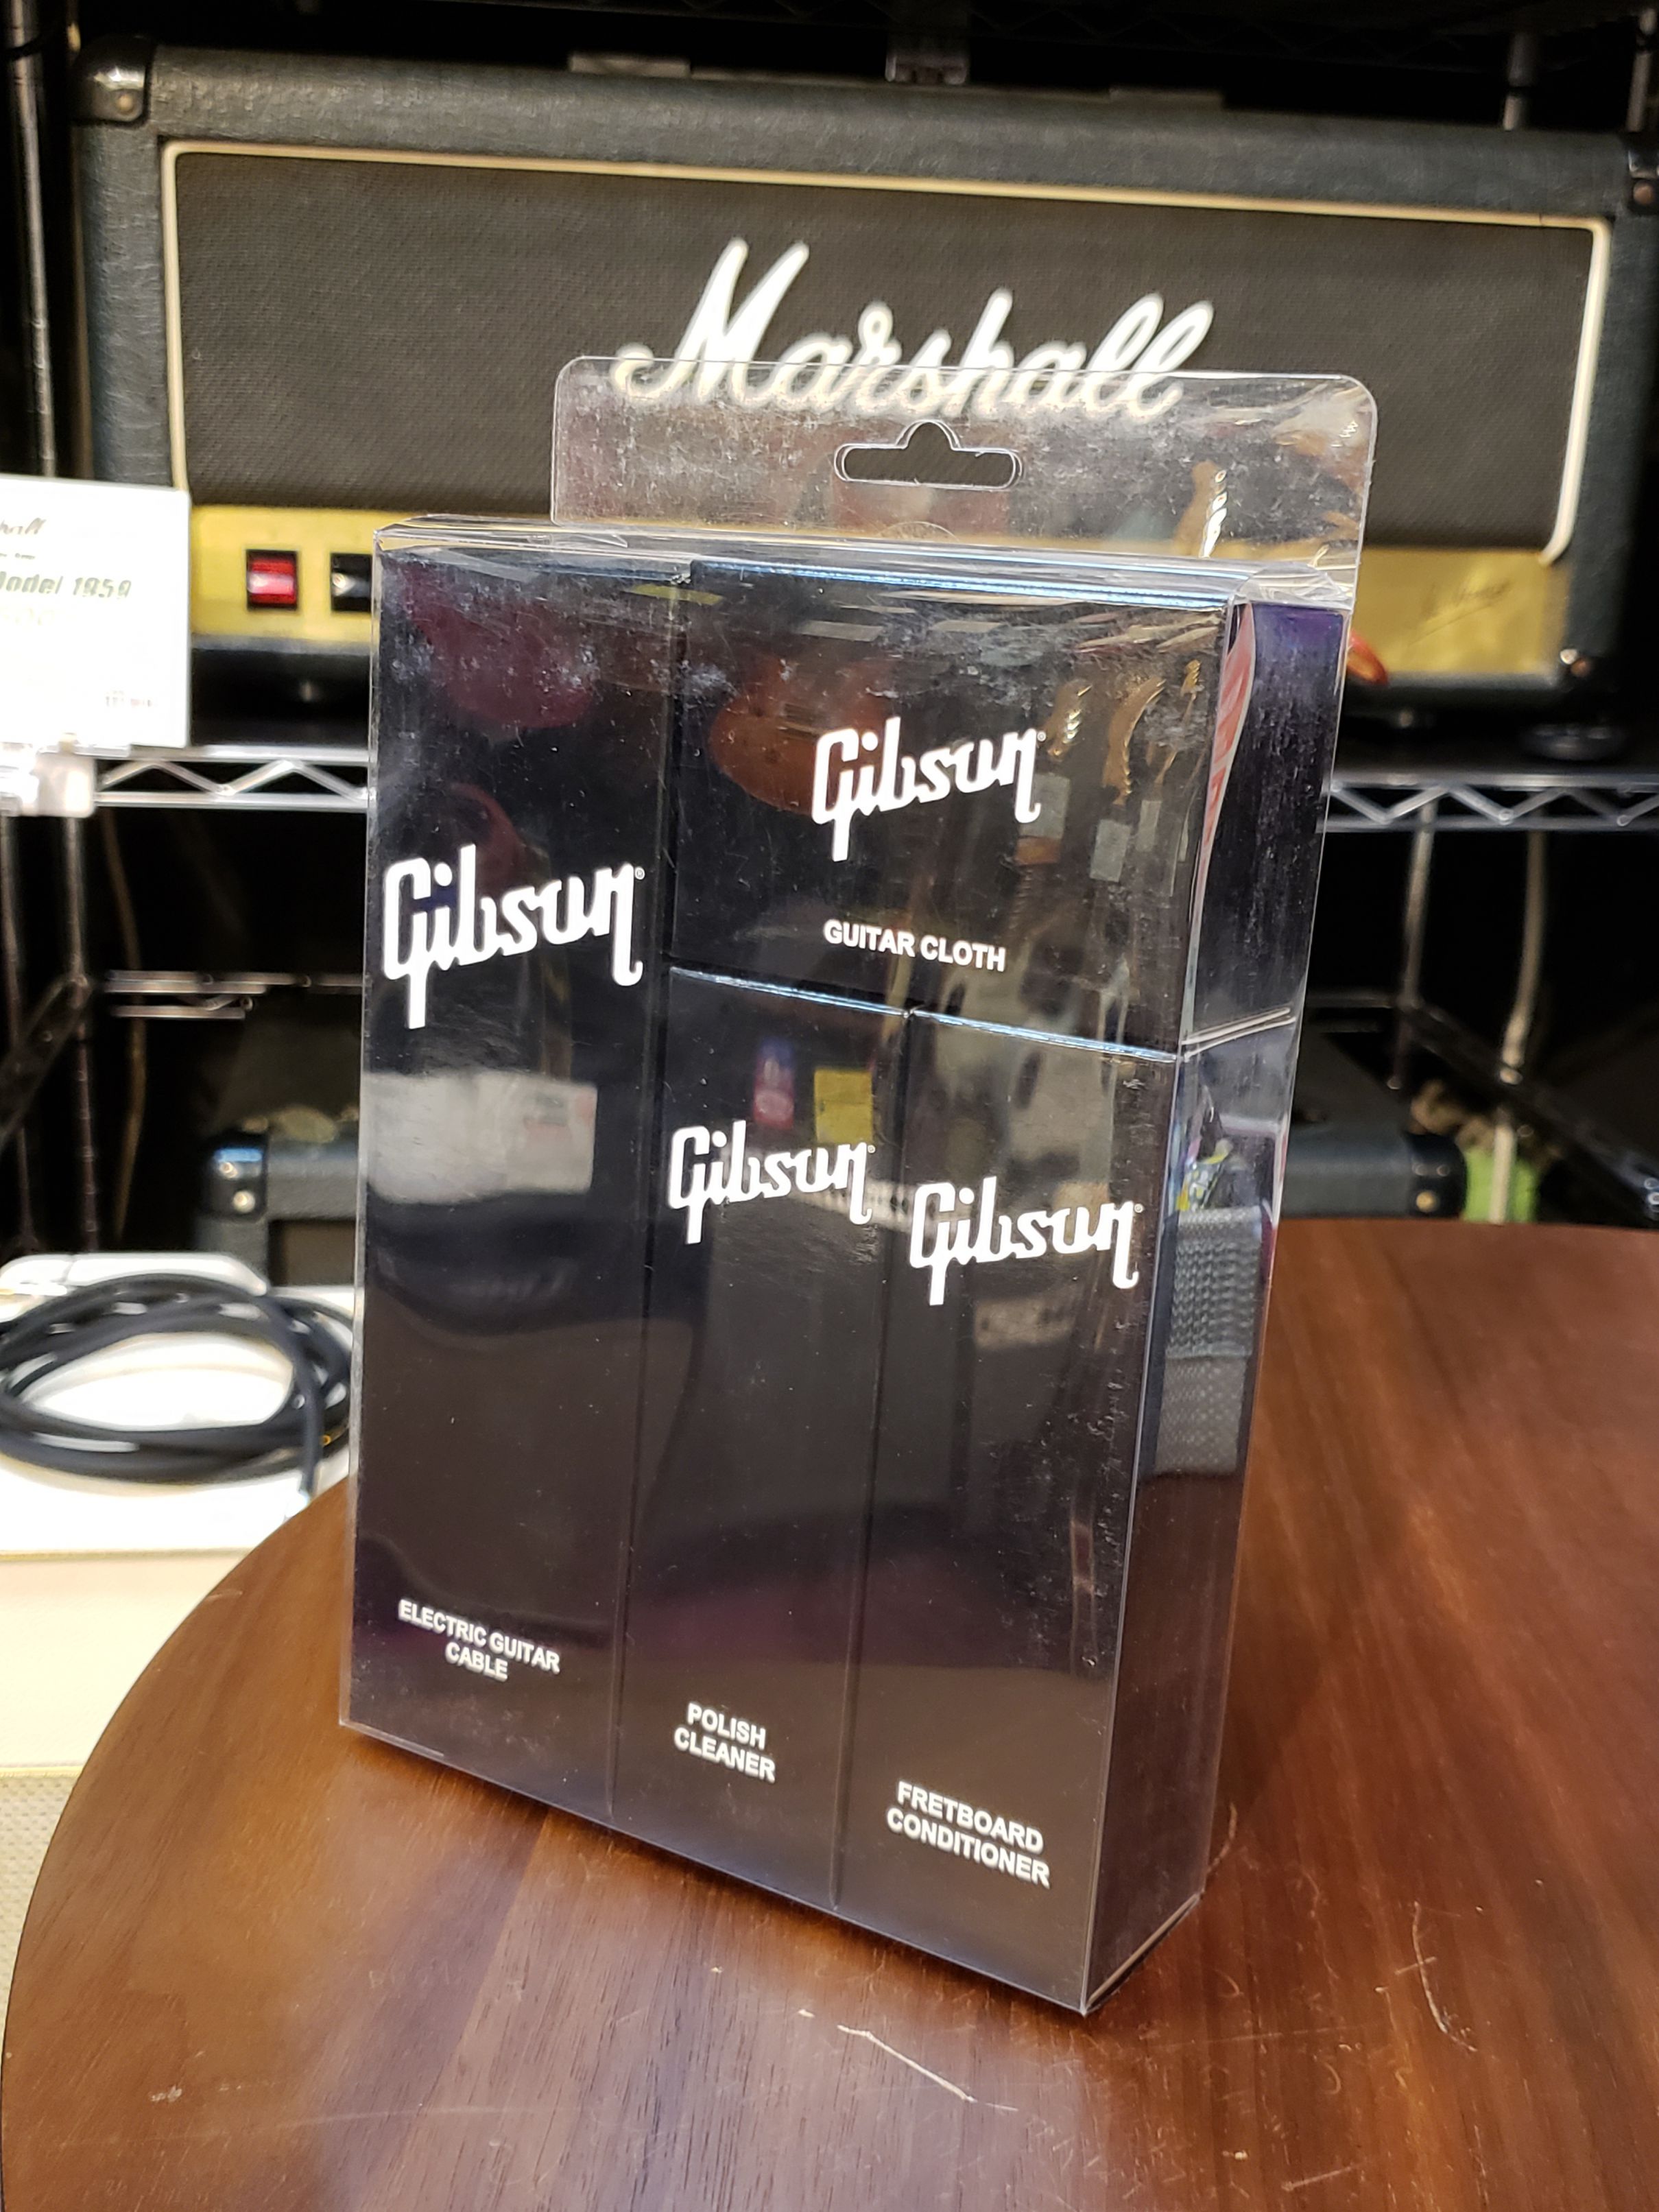 Marshall
Model 1959
Gibson
GUITAR CLOTH
Gibson
Gibson
Gibson
ELECTRIC GUITAR
CABLE
POLISH
CLEANER
FRETBOARD
CONDITIONER